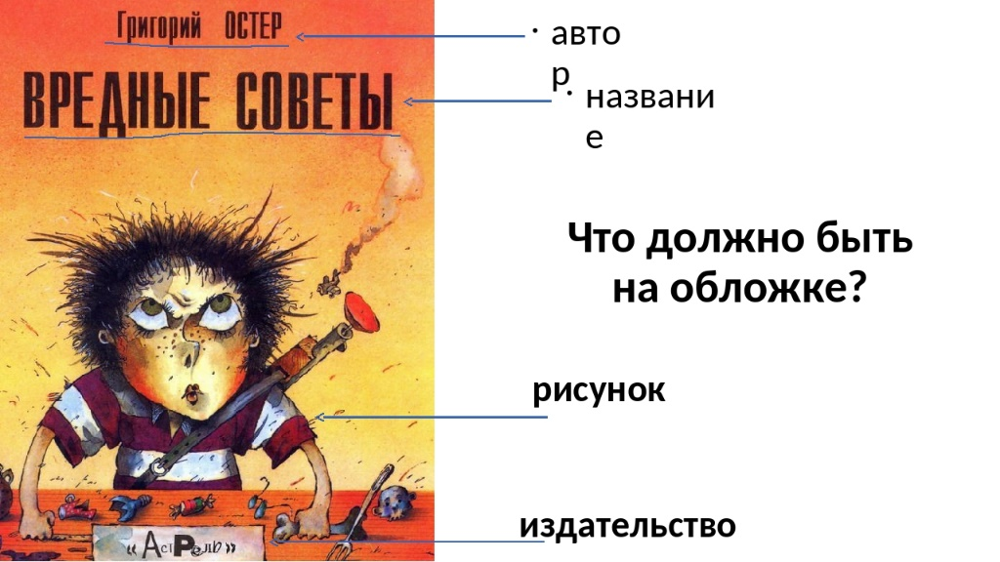 Григорий ОСТЕР
ВРЕДНЫЕ СОВЕТЫ
«АстРель»
• авто
р
• названи
е
Что должно быть
на обложке?
рисунок
издательство